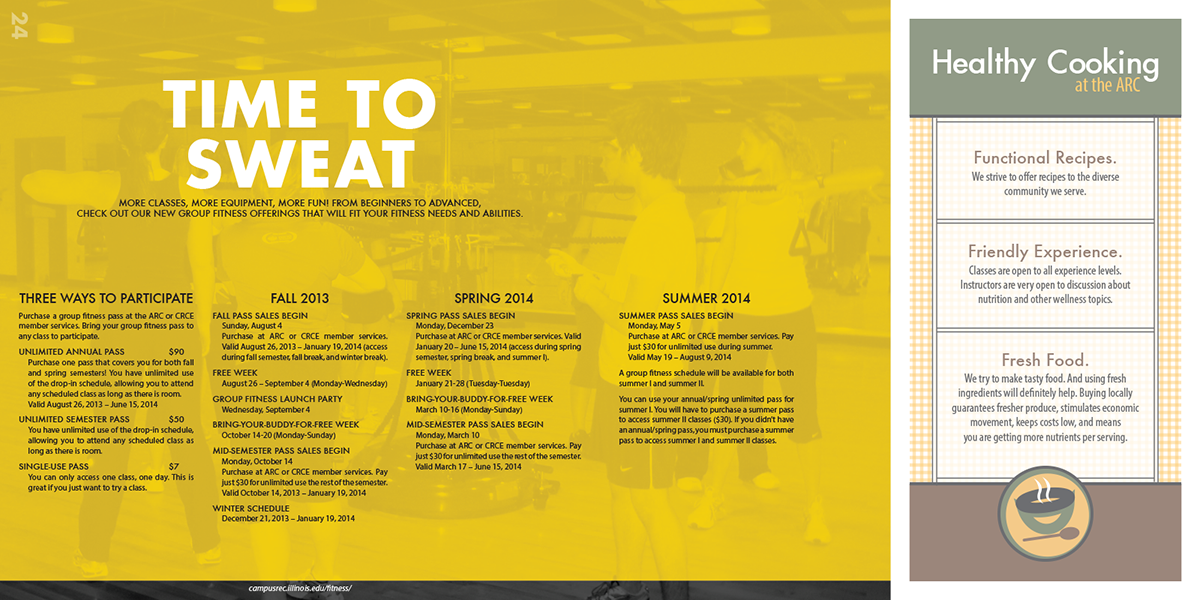 24
TIME TO
SWEAT
MORE CLASSES, MORE EQUIPMENT, MORE FUN! FROM BEGINNERS TO ADVANCED,
CHECK OUT OUR NEW GROUP FITNESS OFFERINGS THAT WILL FIT YOUR FITNESS NEEDS AND ABILITIES.
THREE WAYS TO PARTICIPATE
Purchase a group fitness pass at the ARC or CRCE
member services. Bring your group fitness pass to
any class to participate.
UNLIMITED ANNUAL PASS $90
Purchase one pass that covers you for both fall
and spring semesters! You have unlimited use
of the drop-in schedule, allowing you to attend
any scheduled class as long as there is room.
Valid August 26, 2013 – June 15, 2014
UNLIMITED SEMESTER PASS $50
You have unlimited use of the drop-in schedule,
allowing you to attend any scheduled class as
long as there is room.
SINGLE-USE PASS $7
You can only access one class, one day. This is
great if you just want to try a class.
FALL 2013
FALL PASS SALES BEGIN
Sunday, August 4
Purchase at ARC or CRCE member services.
Valid August 26, 2013 – January 19, 2014 (access
during fall semester, fall break, and winter break).
FREE WEEK
August 26 – September 4 (Monday-Wednesday)
GROUP FITNESS LAUNCH PARTY
Wednesday, September 4
BRING-YOUR-BUDDY-FOR-FREE WEEK
October 14-20 (Monday-Sunday)
MID-SEMESTER PASS SALES BEGIN
Monday, October 14
Purchase at ARC or CRCE member services. Pay
just $30 for unlimited use the rest of the semester.
Valid October 14, 2013 – January 19, 2014
WINTER SCHEDULE
December 21, 2013 – January 19, 2014
SPRING 2014
SPRING PASS SALES BEGIN
Monday, December 23
Purchase at ARC or CRCE member services. Valid
January 20 – June 15, 2014 (access during spring
semester, spring break, and summer I).
FREE WEEK
January 21-28 (Tuesday-Tuesday)
BRING-YOUR-BUDDY-FOR-FREE WEEK
March 10-16 (Monday-Sunday)
MID-SEMESTER PASS SALES BEGIN
Monday, March 10
Purchase at ARC or CRCE member services. Pay
just $30 for unlimited use the rest of the semester.
Valid March 17 – June 15, 2014
SUMMER 2014
SUMMER PASS SALES BEGIN
Monday, May 5
Purchase at ARC or CRCE member services. Pay
just $30 for unlimited use during summer.
Valid May 19 – August 9, 2014
A group fitness schedule will be available for both
summer I and summer II.
You can use your annual/spring unlimited pass for
summer I. You will have to purchase a summer pass
to access summer II classes ($30). If you didn't have
an annual/spring pass, you must purchase a summer
pass to access summer I and summer II classes.
campusrec.illinois.edu/fitness/
Healthy Cooking
at the ARC
Functional Recipes.
We strive to offer recipes to the diverse
community we serve.
Friendly Experience.
Classes are open to all experience levels.
Instructors are very open to discussion about
nutrition and other wellness topics.
Fresh Food.
We try to make tasty food. And using fresh
ingredients will definitely help. Buying locally
guarantees fresher produce, stimulates economic
movement, keeps costs low, and means
you are getting more nutrients per serving.